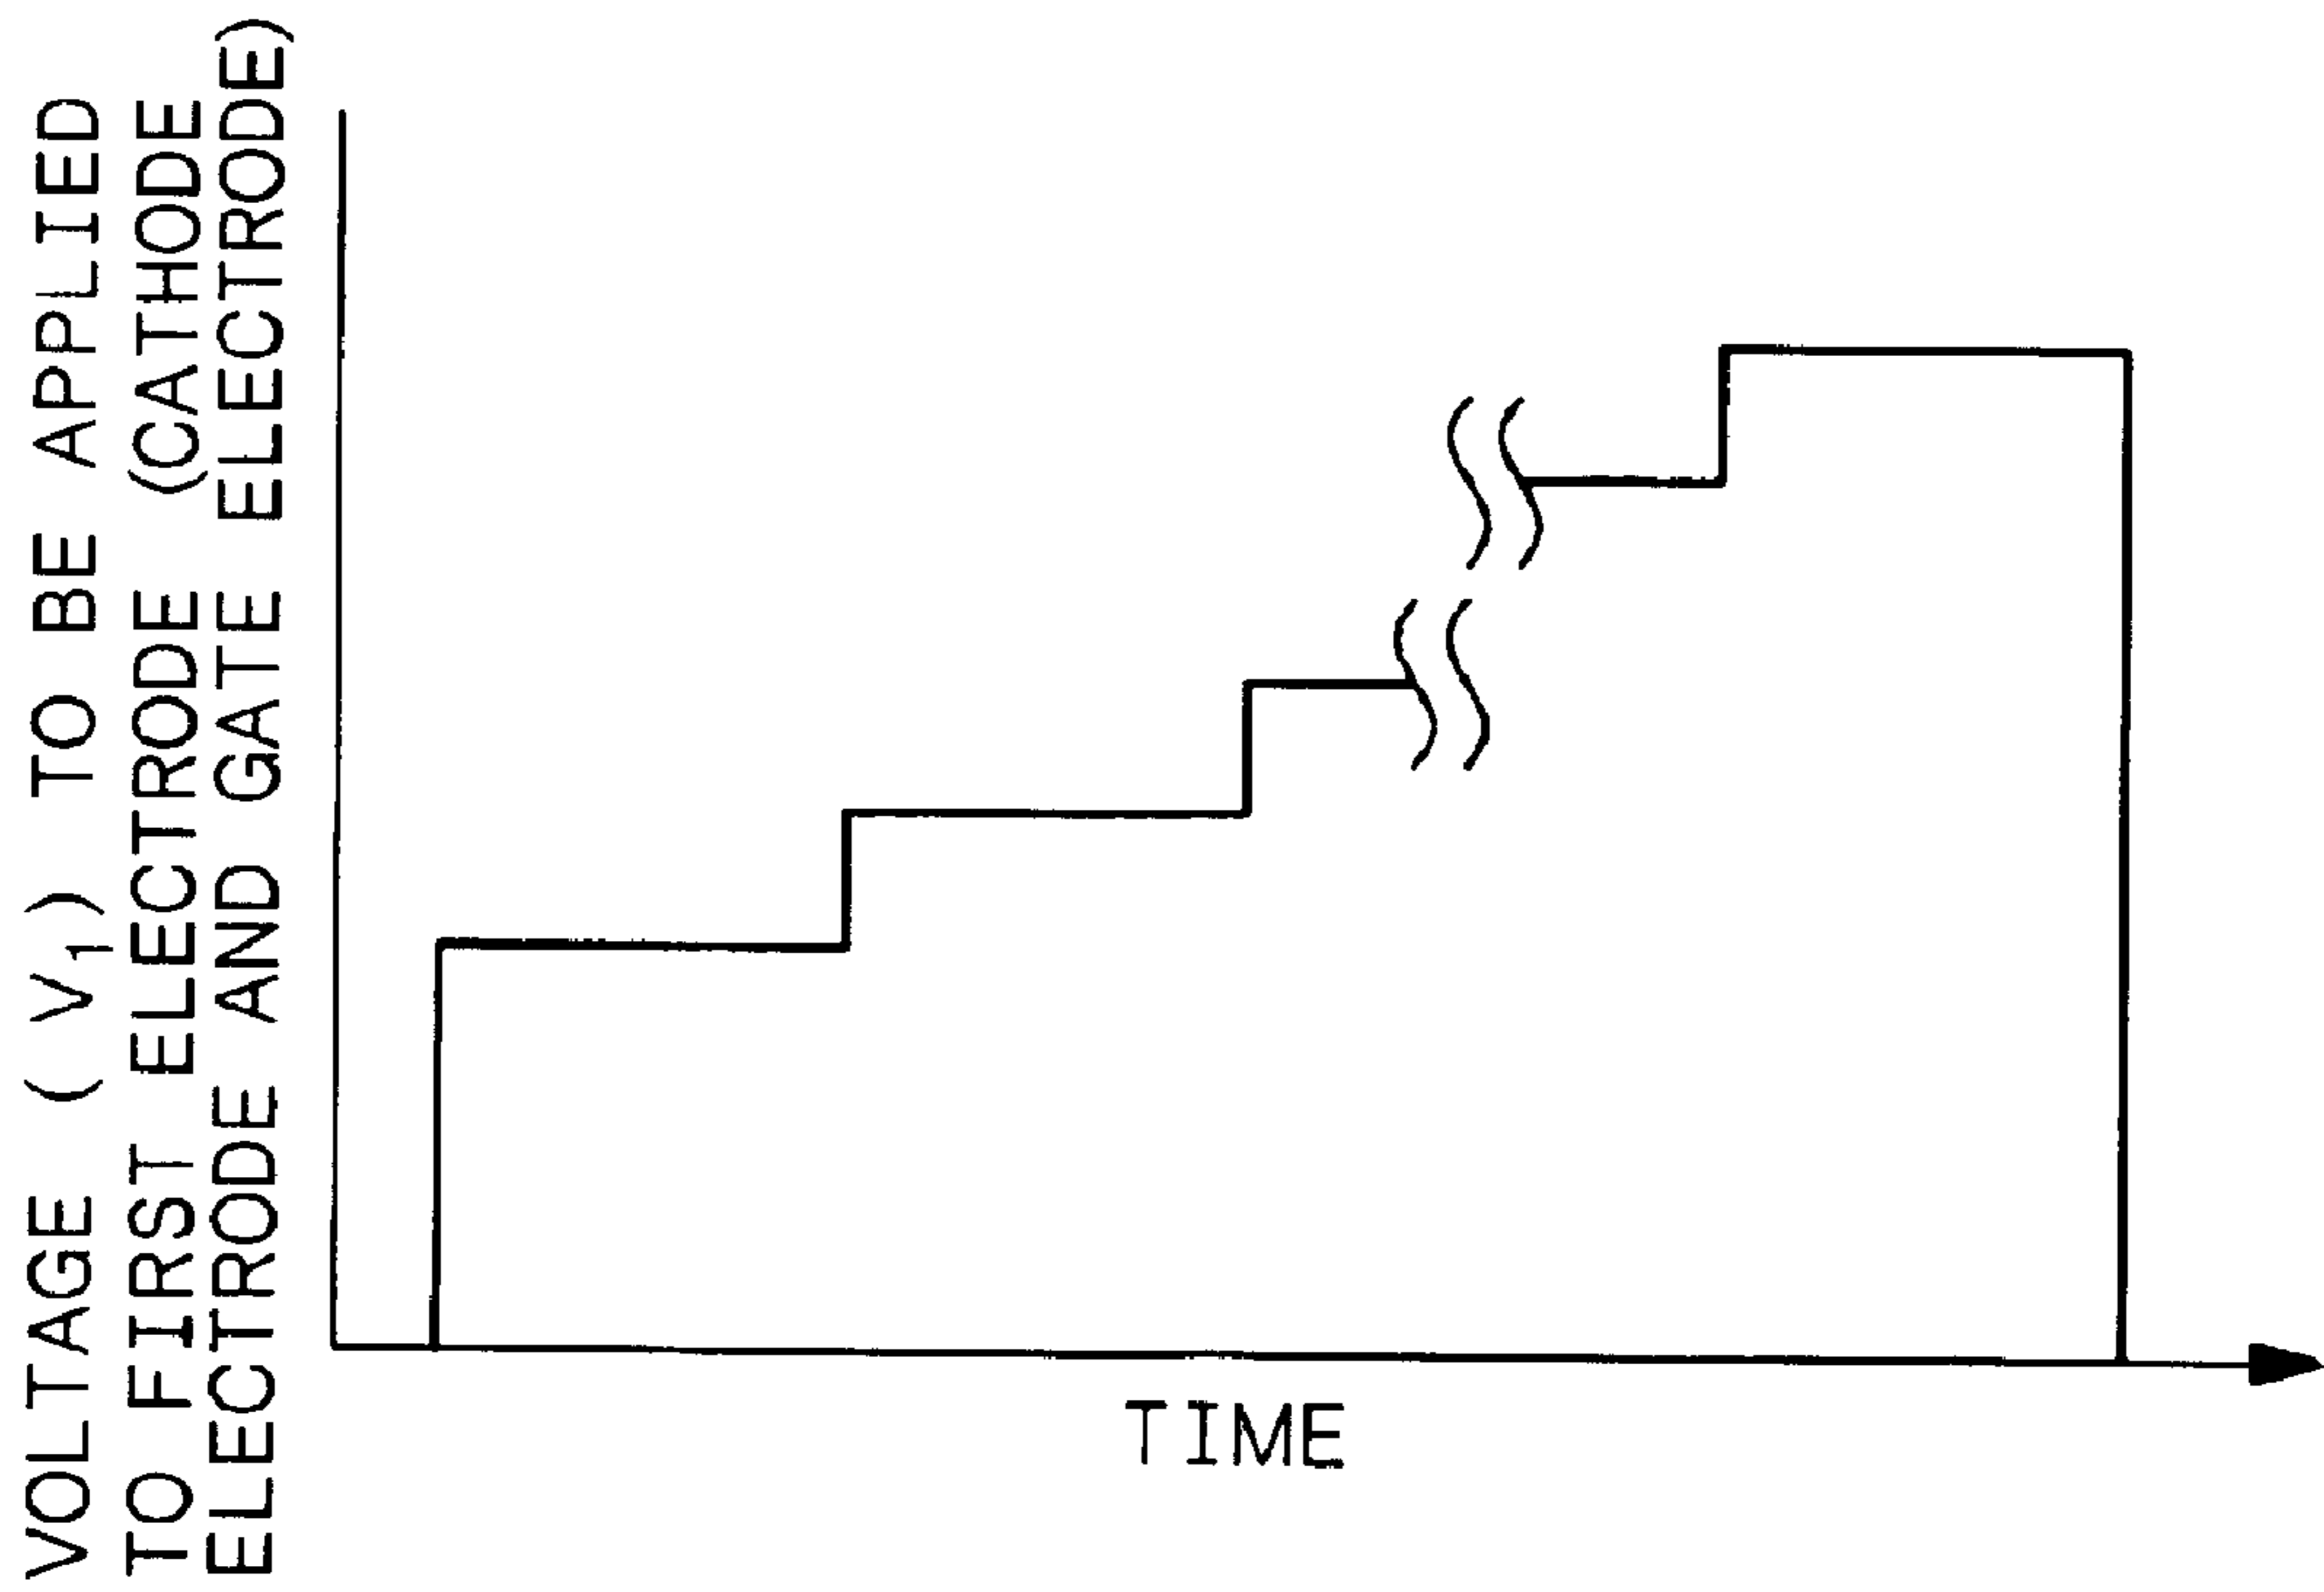 VOLTAGE (V₁) TO BE APPLIED
TO FIRST ELECTRODE (CATHODE
ELECTRODE AND GATE ELECTRODE)
TIME